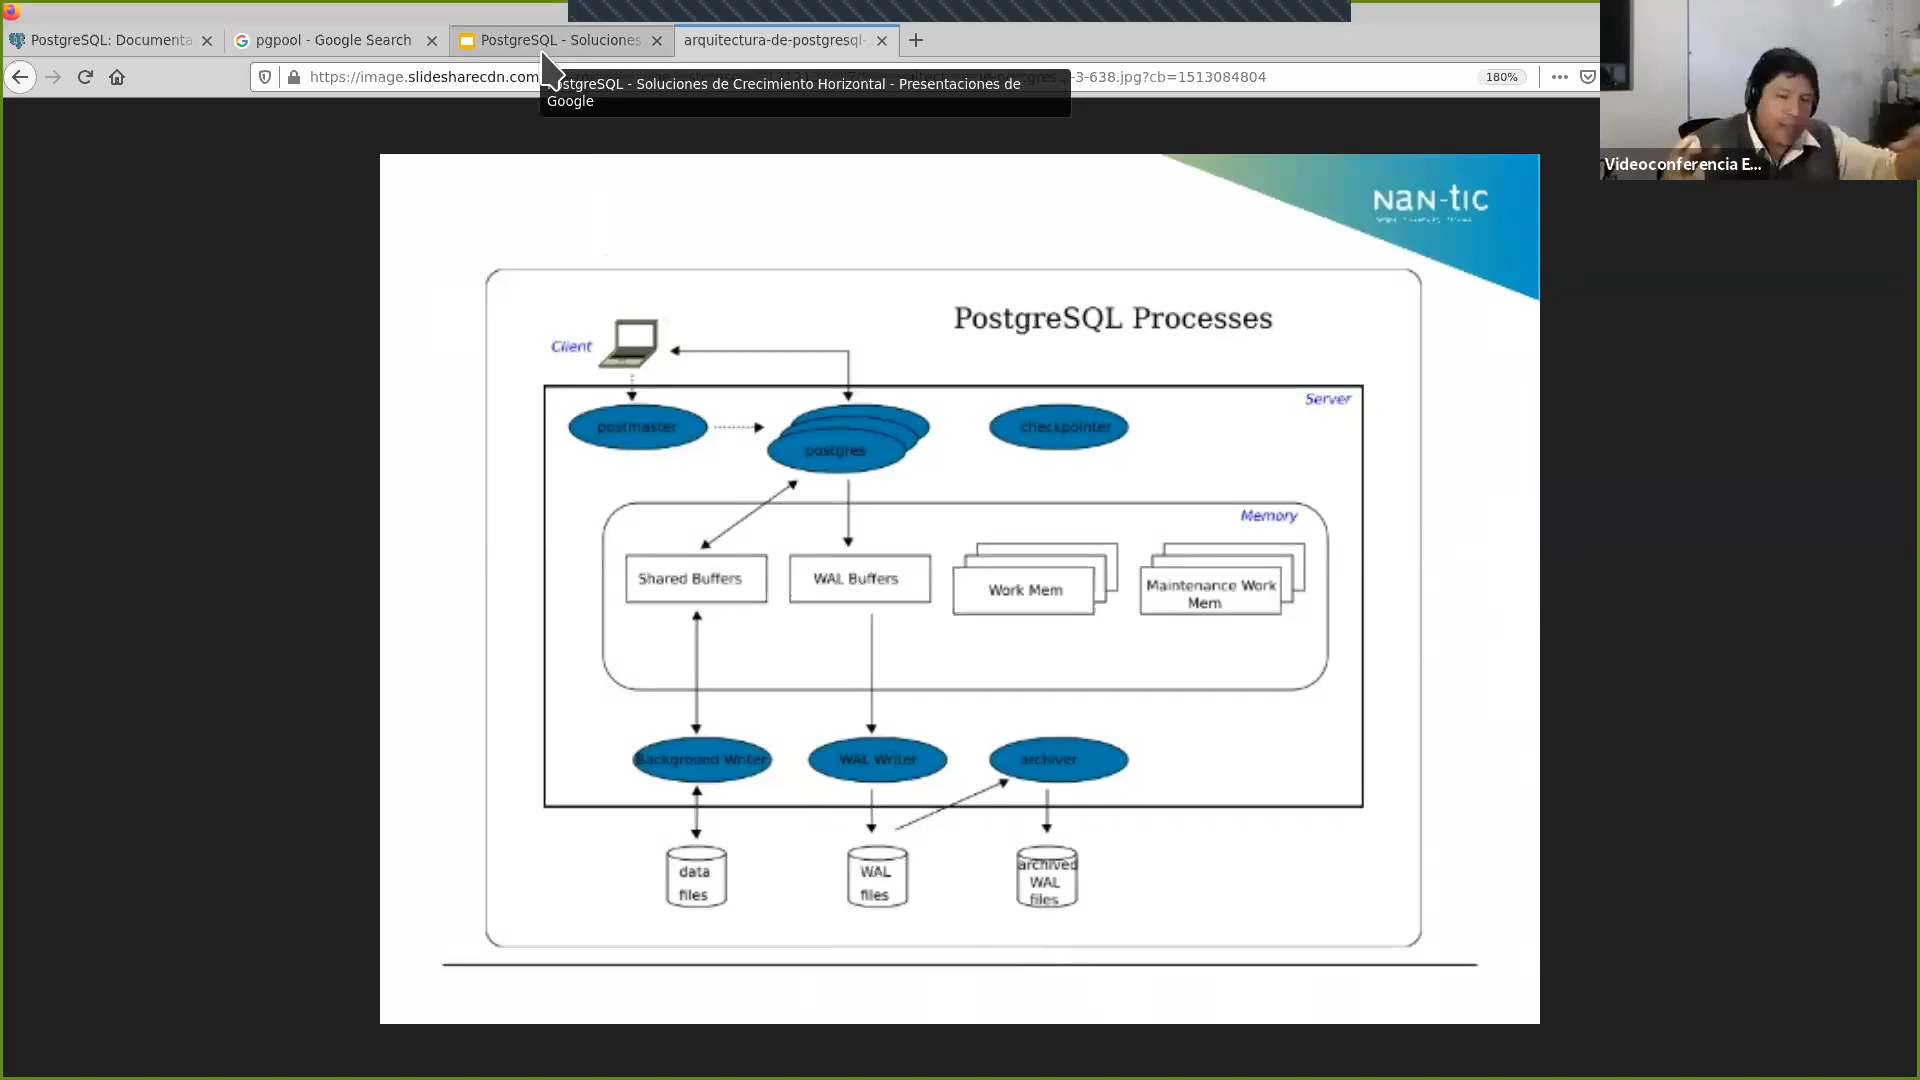 PostgreSQL: Documenta
pgpool - Google Search
PostgreSQL - Soluciones
arquitectura-de-postgresql-
https://image.slidesharecdn.com
-3-638.jpg?cb=1513084804
180%
stgreSQL - Soluciones de Crecimiento Horizontal - Presentaciones de
Google
Videoconferencia E...
NaN-tic
PostgreSQL Processes
Client
Server
postmaster
postgres
checkpointer
Memory
Shared Buffers
WAL Buffers
Work Mem
Maintenance Work
Mem
Background Writer
WAL Writer
archiver
data
files
WAL
files
archived
WAL
files